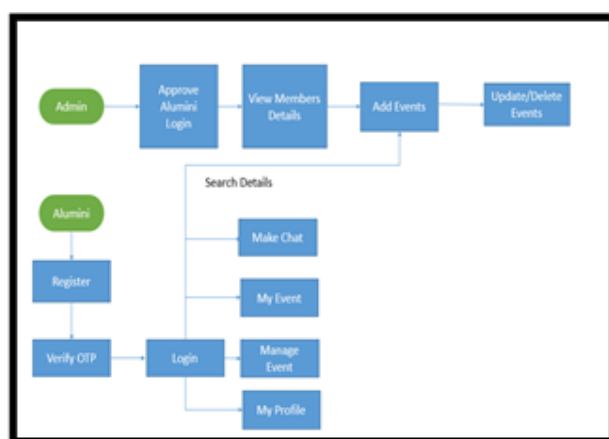 Admin
Approve
Alumini
Login
View Members
Details
Add Events
Update/Delete
Events
Search Details
Alumini
Make Chat
Register
My Event
Verify OTP
Login
Manage
Event
My Profile